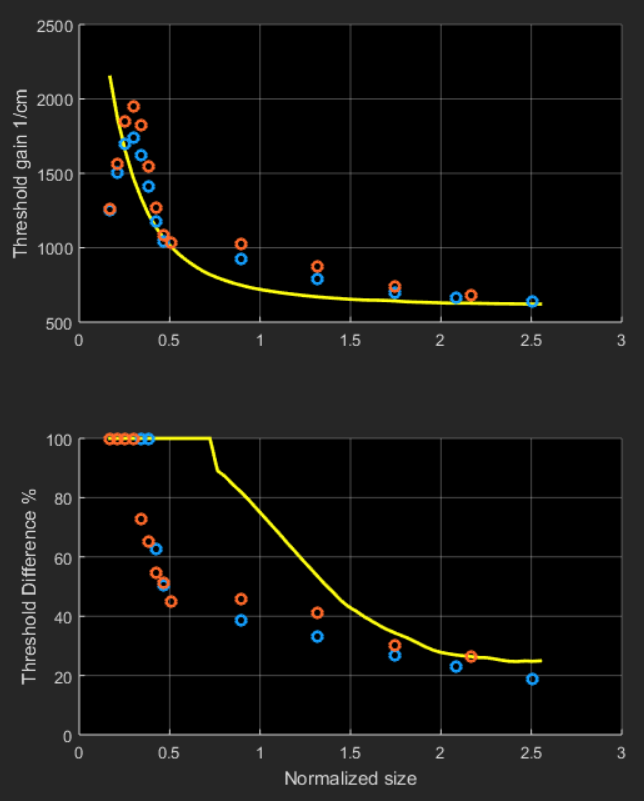 2500
2000
1500
1000
500
Threshold gain 1/cm
0 0.5 1 1.5 2 2.5 3
100
80
60
40
20
0
Threshold Difference %
0 0.5 1 1.5 2 2.5 3
Normalized size